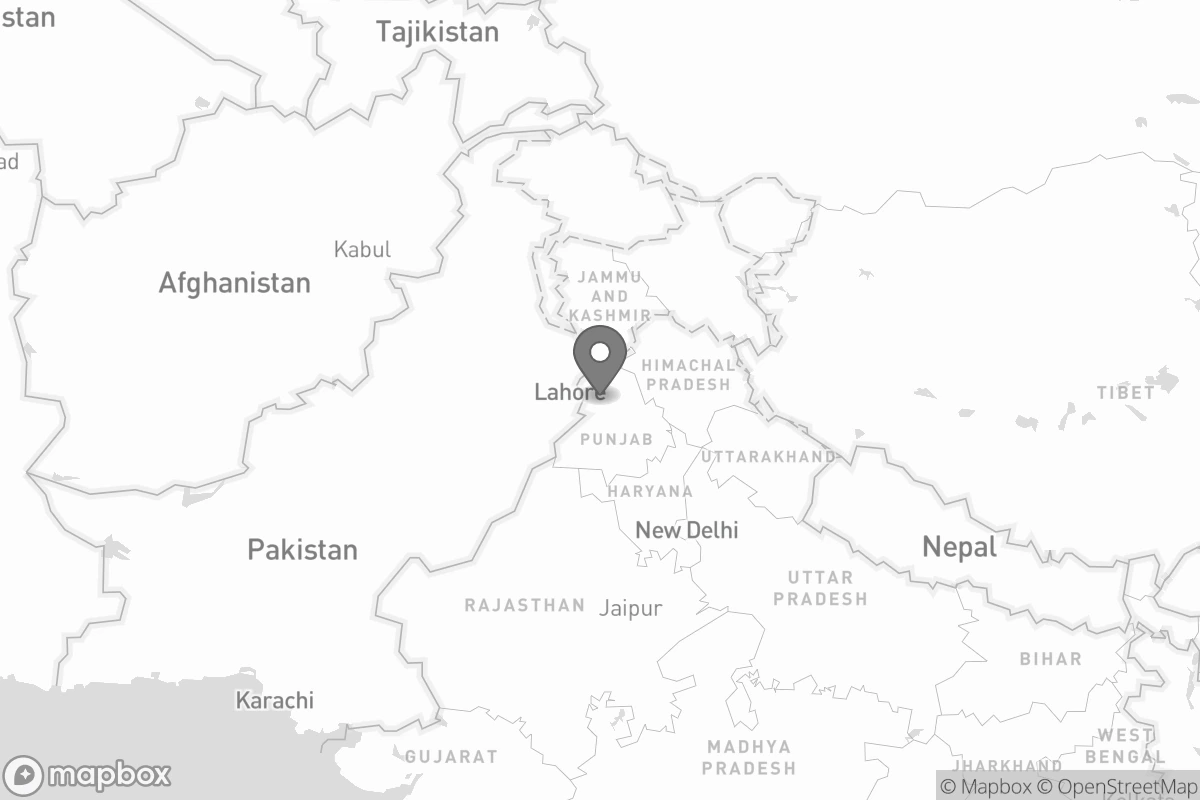 stan
Tajikistan
ad
Kabul
Afghanistan
JAMMU
AND
KASHMIR
HIMACHAL
PRADESH
Lahore
TIBET
PUNJAB
UTTARAKHAND
HARYANA
New Delhi
Pakistan
Nepal
UTTAR
PRADESH
RAJASTHAN
Jaipur
BIHAR
Karachi
WEST
BENGAL
GUJARAT
MADHYA
PRADESH
JHARKHAND
mapbox
© Mapbox © OpenStreetMap